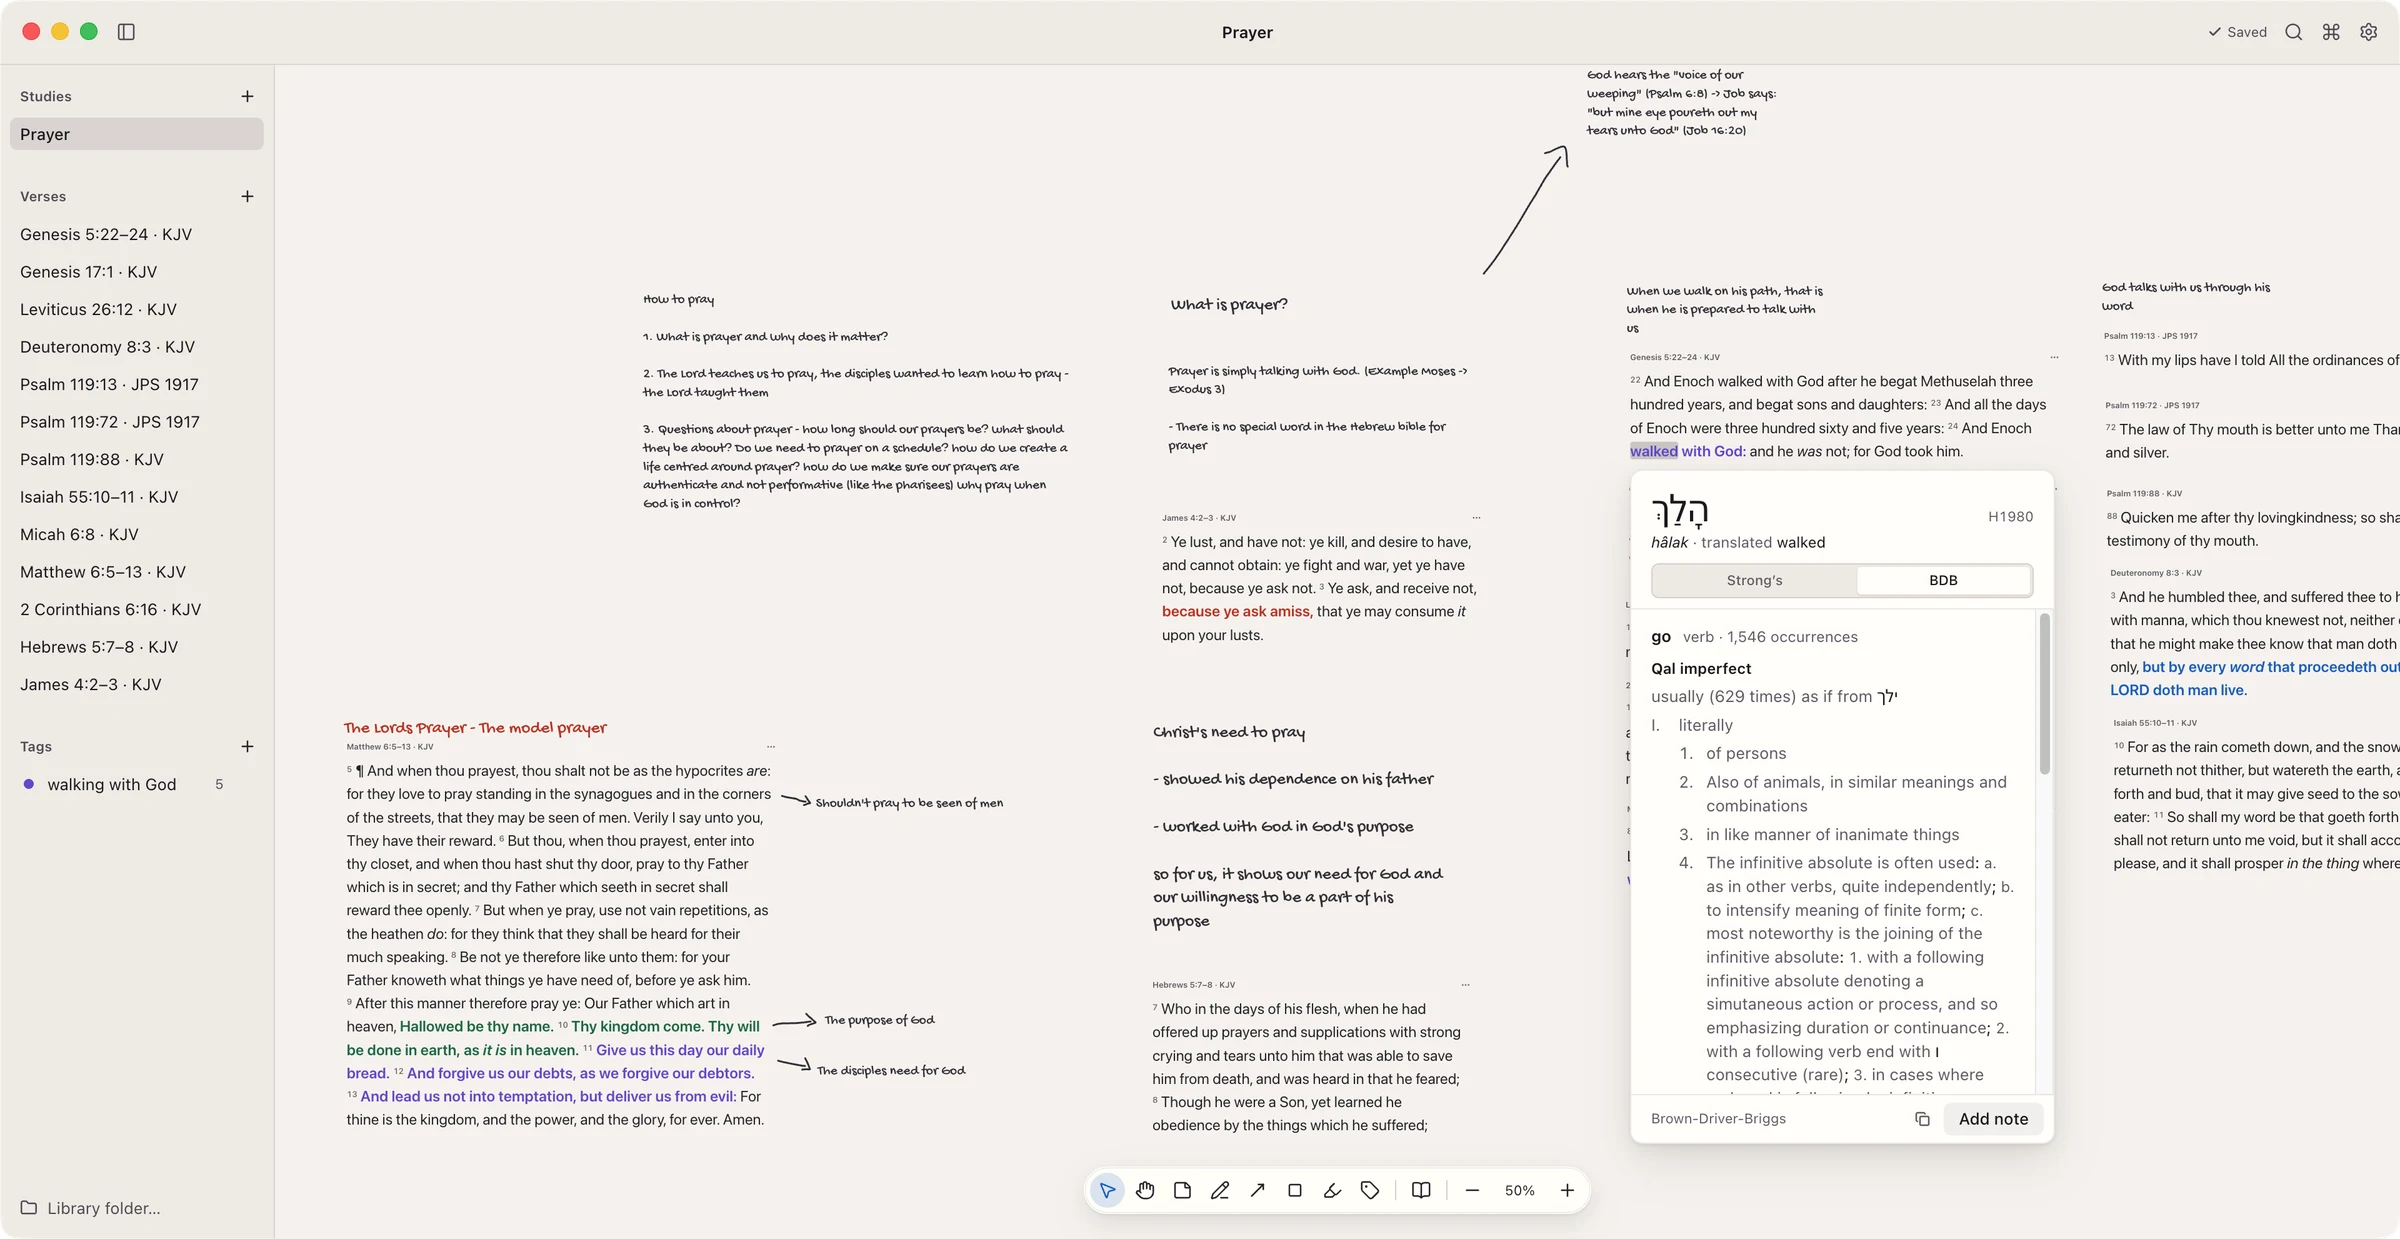 Prayer
Saved
Studies
Prayer
Verses
Genesis 5:22–24 · KJV
Genesis 17:1 · KJV
Leviticus 26:12 · KJV
Deuteronomy 8:3 · KJV
Psalm 119:13 · JPS 1917
Psalm 119:72 · JPS 1917
Psalm 119:88 · KJV
Isaiah 55:10–11 · KJV
Micah 6:8 · KJV
Matthew 6:5–13 · KJV
2 Corinthians 6:16 · KJV
Hebrews 5:7–8 · KJV
James 4:2–3 · KJV
Tags
walking with God 5
Library folder...
God hears the "voice of our
weeping" (Psalm 6:8) -> Job says:
"but mine eye poureth out my
tears unto God" (Job 16:20)
How to pray
1. What is prayer and why does it matter?
2. The Lord teaches us to pray, the disciples wanted to learn how to pray -
the Lord taught them
3. Questions about prayer - how long should our prayers be? what should
they be about? Do we need to prayer on a schedule? how do we create a
life centred around prayer? how do we make sure our prayers are
authentic and not performative (like the pharisees) why pray when
God is in control?
The Lords Prayer - The model prayer
Matthew 6:5–13 · KJV
5 ¶ And when thou prayest, thou shalt not be as the hypocrites are:
for they love to pray standing in the synagogues and in the corners
of the streets, that they may be seen of men. Verily I say unto you,
They have their reward. 6 But thou, when thou prayest, enter into
thy closet, and when thou hast shut thy door, pray to thy Father
which is in secret; and thy Father which seeth in secret shall
reward thee openly. 7 But when ye pray, use not vain repetitions, as
the heathen do: for they think that they shall be heard for their
much speaking. 8 Be not ye therefore like unto them: for your
Father knoweth what things ye have need of, before ye ask him.
9 After this manner therefore pray ye: Our Father which art in
heaven, Hallowed be thy name. 10 Thy kingdom come. Thy will
be done in earth, as it is in heaven. 11 Give us this day our daily
bread. 12 And forgive us our debts, as we forgive our debtors.
13 And lead us not into temptation, but deliver us from evil: For
thine is the kingdom, and the power, and the glory, for ever. Amen.
Shouldn't pray to be seen of men
The purpose of God
The disciples need for God
What is prayer?
Prayer is simply talking with God. (Example Moses ->
Exodus 3)
- There is no special word in the Hebrew bible for
prayer
James 4:2–3 · KJV
2 Ye lust, and have not: ye kill, and desire to have,
and cannot obtain: ye fight and war, yet ye have
not, because ye ask not. 3 Ye ask, and receive not,
because ye ask amiss, that ye may consume it
upon your lusts.
Christ's need to pray
- showed his dependence on his father
- worked with God in God's purpose
so for us, it shows our need for God and
our willingness to be a part of his
purpose
Hebrews 5:7–8 · KJV
7 Who in the days of his flesh, when he had
offered up prayers and supplications with strong
crying and tears unto him that was able to save
him from death, and was heard in that he feared;
8 Though he were a Son, yet learned he
obedience by the things which he suffered;
When we walk on his path, that is
when he is prepared to talk with
us
Genesis 5:22–24 · KJV
22 And Enoch walked with God after he begat Methuselah three
hundred years, and begat sons and daughters: 23 And all the days
of Enoch were three hundred sixty and five years: 24 And Enoch
walked with God: and he was not; for God took him.
הָלַךְ
H1980
hâlak · translated walked
Strong's
BDB
go verb · 1,546 occurrences
Qal imperfect
usually (629 times) as if from ילך
I. literally
1. of persons
2. Also of animals, in similar meanings and
combinations
3. in like manner of inanimate things
4. The infinitive absolute is often used: a.
as in other verbs, quite independently; b.
to intensify meaning of finite form; c.
most noteworthy is the joining of the
infinitive absolute: 1. with a following
infinitive absolute denoting a
simutaneous action or process, and so
emphasizing duration or continuance; 2.
with a following verb end with ו
consecutive (rare); 3. in cases where
Brown-Driver-Briggs
Add note
God talks with us through his
word
Psalm 119:13 · JPS 1917
13 With my lips have I told All the ordinances of
Psalm 119:72 · JPS 1917
72 The law of Thy mouth is better unto me Tha
and silver.
Psalm 119:88 · KJV
88 Quicken me after thy lovingkindness; so sha
testimony of thy mouth.
Deuteronomy 8:3 · KJV
3 And he humbled thee, and suffered thee to h
with manna, which thou knewest not, neither
that he might make thee know that man doth
only, but by every word that proceedeth out
LORD doth man live.
Isaiah 55:10–11 · KJV
10 For as the rain cometh down, and the snow
returneth not thither, but watereth the earth, a
forth and bud, that it may give seed to the sow
eater: 11 So shall my word be that goeth forth
shall not return unto me void, but it shall acco
please, and it shall prosper in the thing where
50%